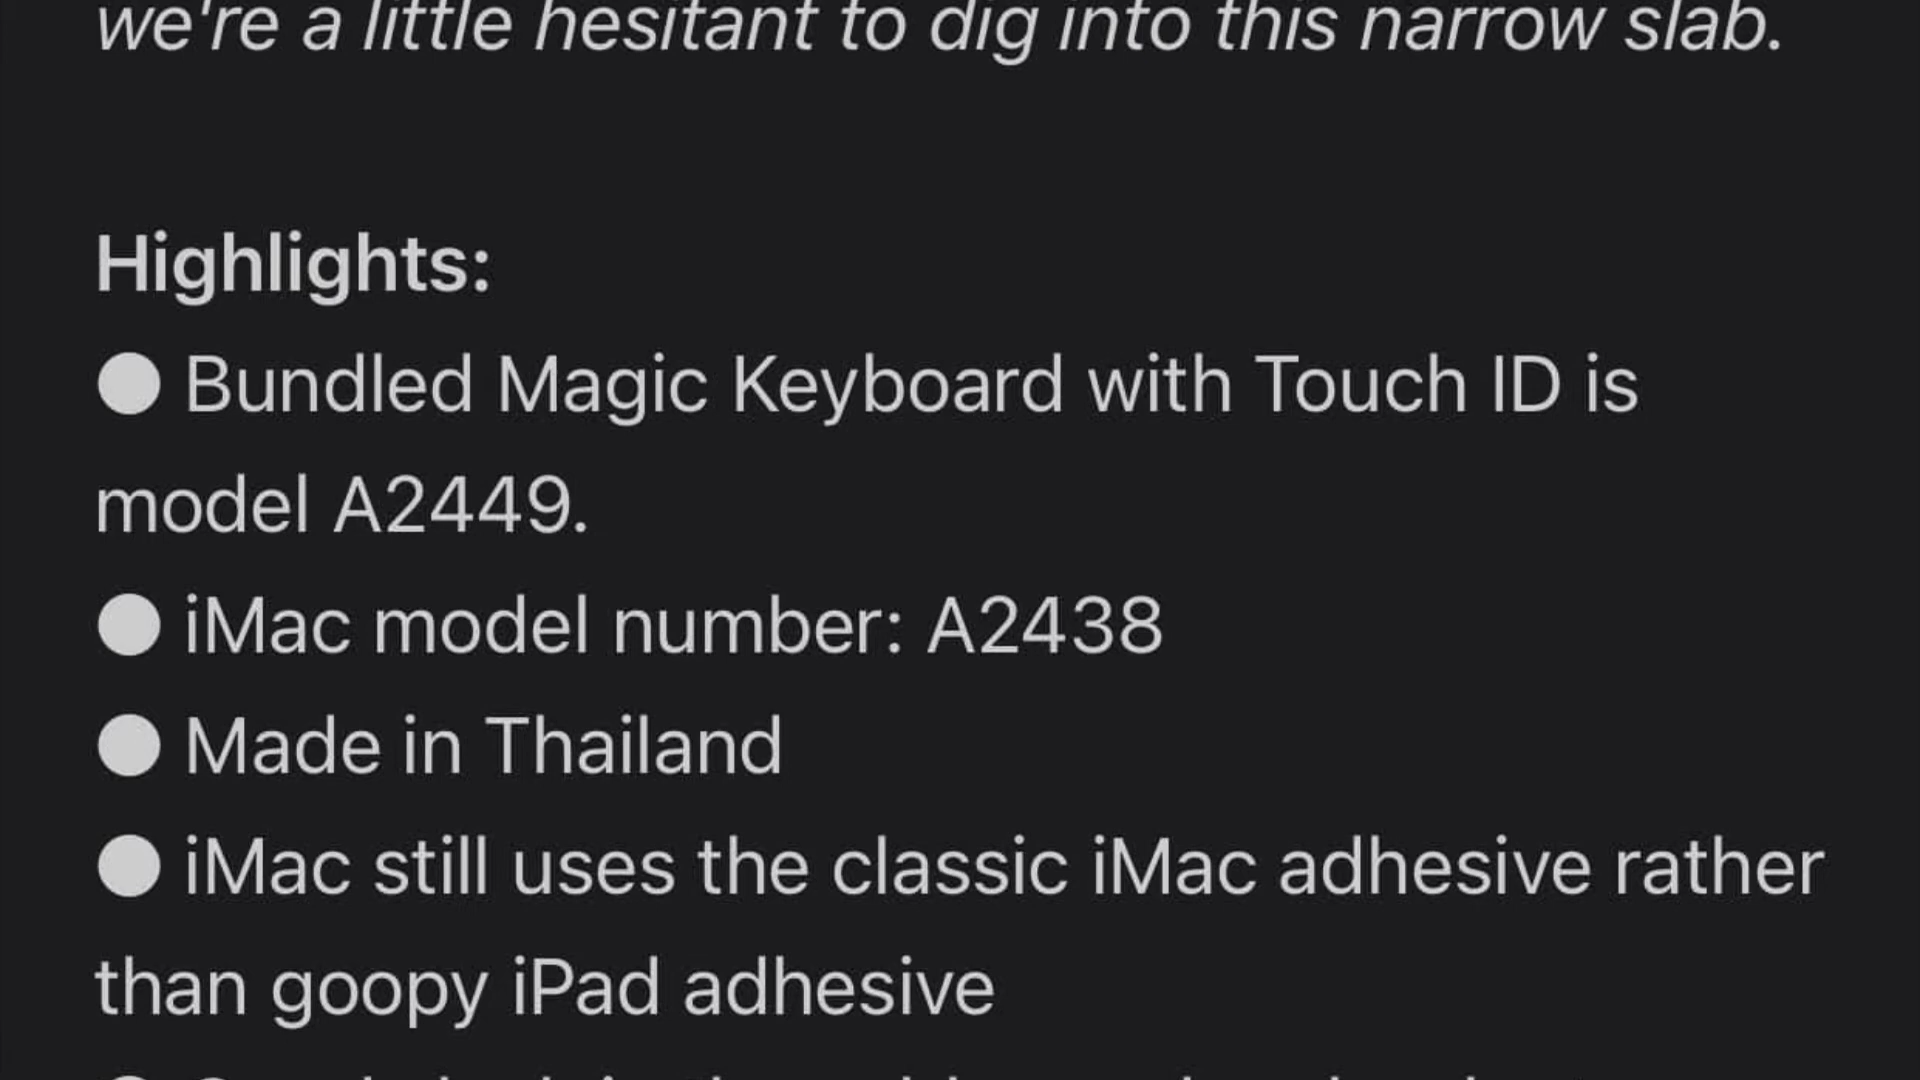 we're a little hesitant to dig into this narrow slab.
Highlights:
● Bundled Magic Keyboard with Touch ID is
model A2449.
● iMac model number: A2438
● Made in Thailand
● iMac still uses the classic iMac adhesive rather
than goopy iPad adhesive